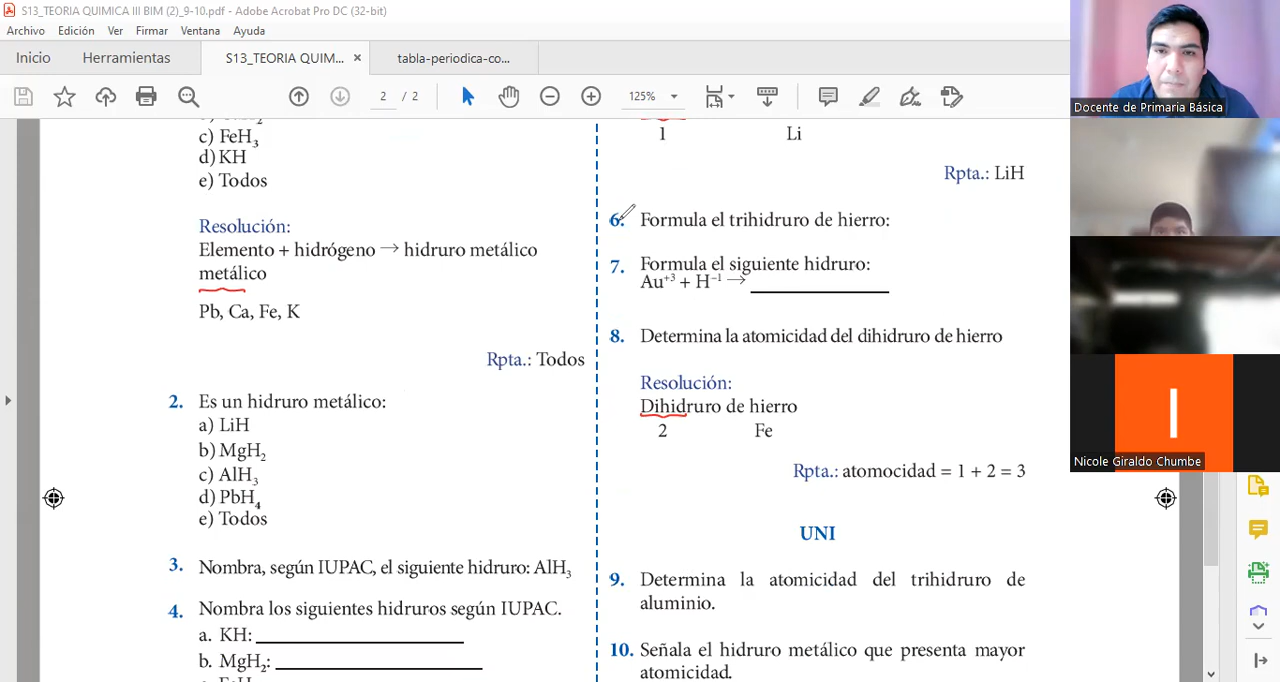 S13_TEORIA QUIMICA III BIM (2)_9-10.pdf - Adobe Acrobat Pro DC (32-bit)
Archivo Edición Ver Firmar Ventana Ayuda
Inicio Herramientas S13_TEORIA QUIM... × tabla-periodica-co...
2 / 2 125%
c) FeH₃
d) KH
e) Todos
Resolución:
Elemento + hidrógeno → hidruro metálico
metálico
Pb, Ca, Fe, K
Rpta.: Todos
2. Es un hidruro metálico:
a) LiH
b) MgH₂
c) AlH₃
d) PbH₄
e) Todos
3. Nombra, según IUPAC, el siguiente hidruro: AlH₃
4. Nombra los siguientes hidruros según IUPAC.
a. KH: ____________________
b. MgH₂: ____________________
1 Li
Rpta.: LiH
6. Formula el trihidruro de hierro:
7. Formula el siguiente hidruro:
Au⁺³ + H⁻¹ → ______________
8. Determina la atomicidad del dihidruro de hierro
Resolución:
Dihidruro de hierro
2 Fe
Rpta.: atomocidad = 1 + 2 = 3
UNI
9. Determina la atomicidad del trihidruro de
aluminio.
10. Señala el hidruro metálico que presenta mayor
atomicidad.
Docente de Primaria Básica
I
Nicole Giraldo Chumbe